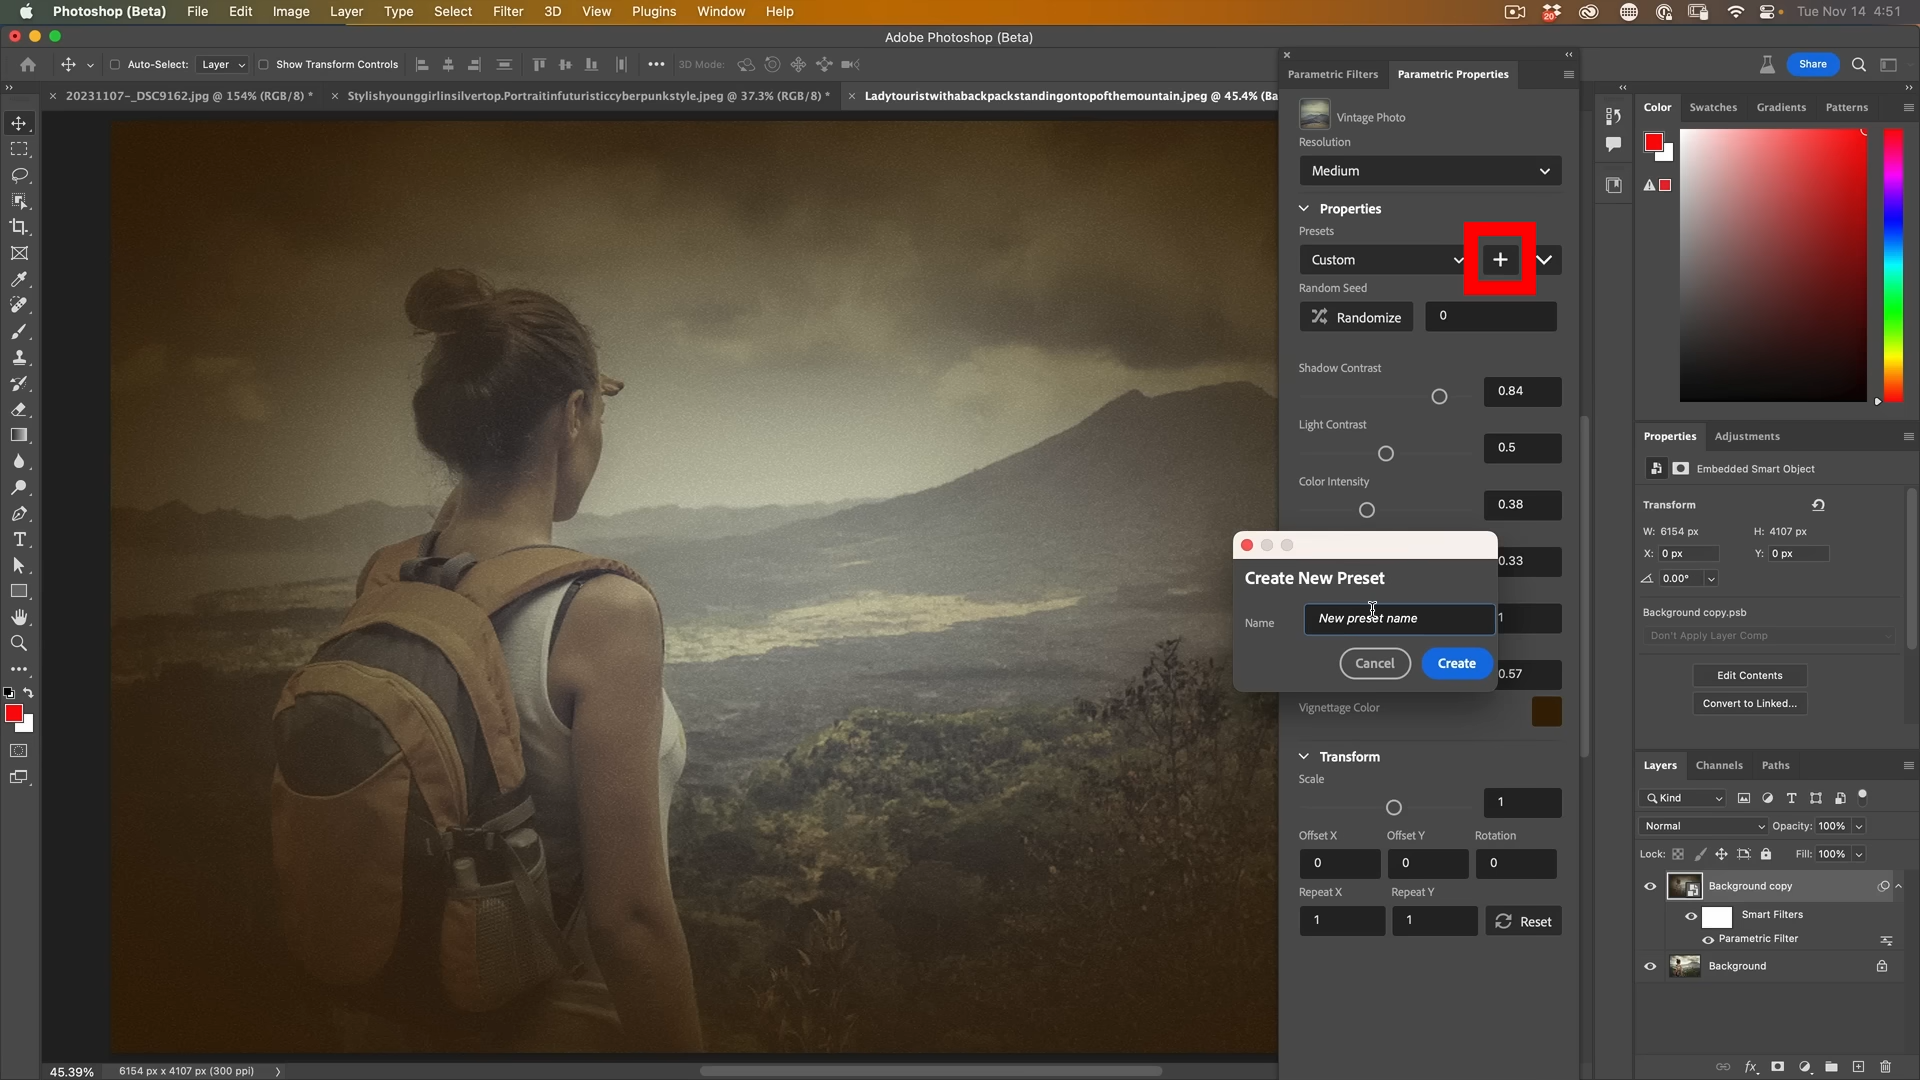 Photoshop (Beta) File Edit Image Layer Type Select Filter 3D View Plugins Window Help
20
Tue Nov 14 4:51
Adobe Photoshop (Beta)
Auto-Select: Layer Show Transform Controls ••• 3D Mode: Share
20231107-_DSC9162.jpg @ 154% (RGB/8) *
Stylishyounggirlinsilvertop.Portraitinfuturisticcyberpunkstyle.jpeg @ 37.3% (RGB/8) *
Ladytouristwithabackpackstandingontopofthemountain.jpeg @ 45.4% (Ba
Parametric Filters Parametric Properties
Vintage Photo
Resolution
Medium
Properties
Presets
Custom +
Random Seed
Randomize 0
Shadow Contrast
0.84
Light Contrast
0.5
Color Intensity
0.38
0.33
1
0.57
Create New Preset
Name New preset name
Cancel Create
Vignettage Color
Transform
Scale
1
Offset X Offset Y Rotation
0 0 0
Repeat X Repeat Y
1 1 Reset
Color Swatches Gradients Patterns
Properties Adjustments
Embedded Smart Object
Transform
W: 6154 px H: 4107 px
X: 0 px Y: 0 px
0.00°
Background copy.psb
Don't Apply Layer Comp
Edit Contents
Convert to Linked...
Layers Channels Paths
Kind
Normal Opacity: 100%
Lock: Fill: 100%
Background copy
Smart Filters
Parametric Filter
Background
fx
45.39% 6154 px x 4107 px (300 ppi)